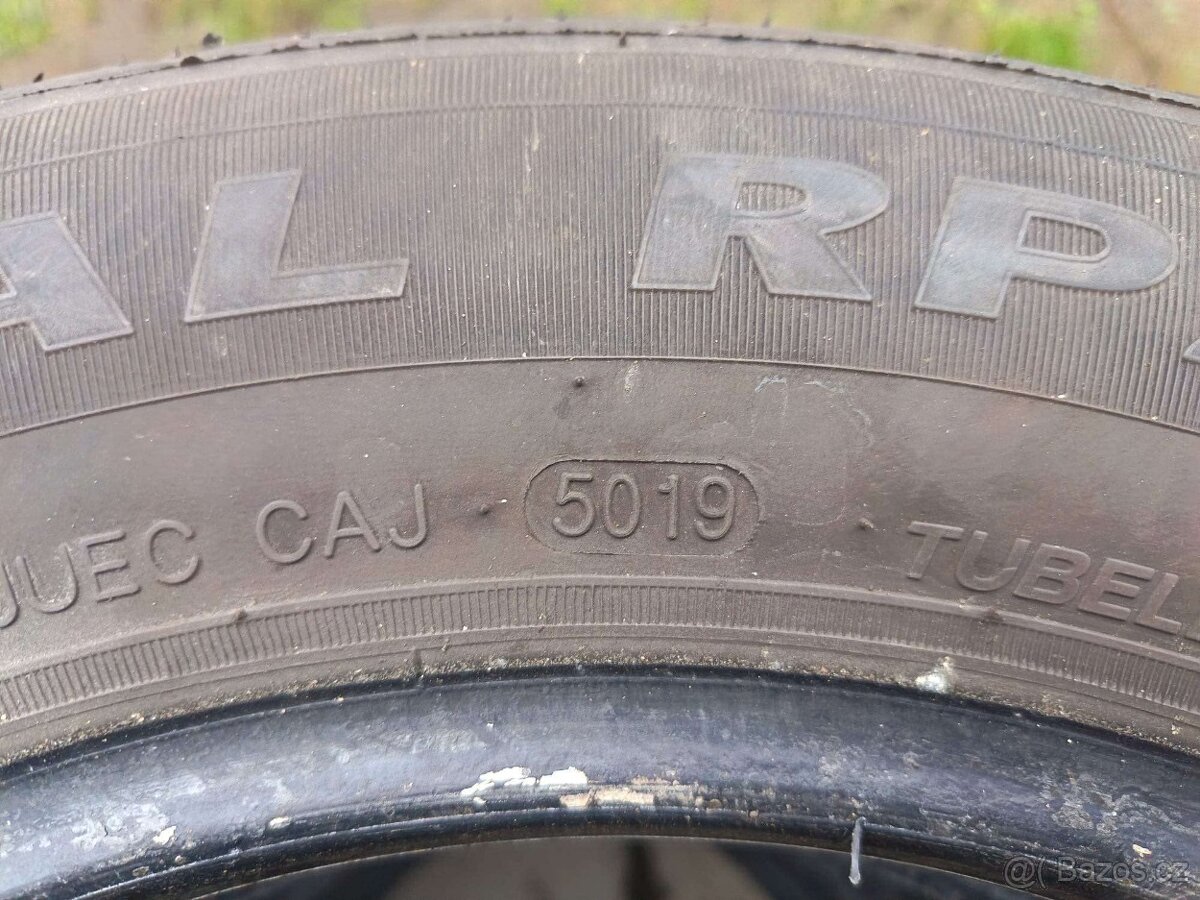 AL RP
JUEC CAJ · 5019 · TUBEL
@( Bazos.cz